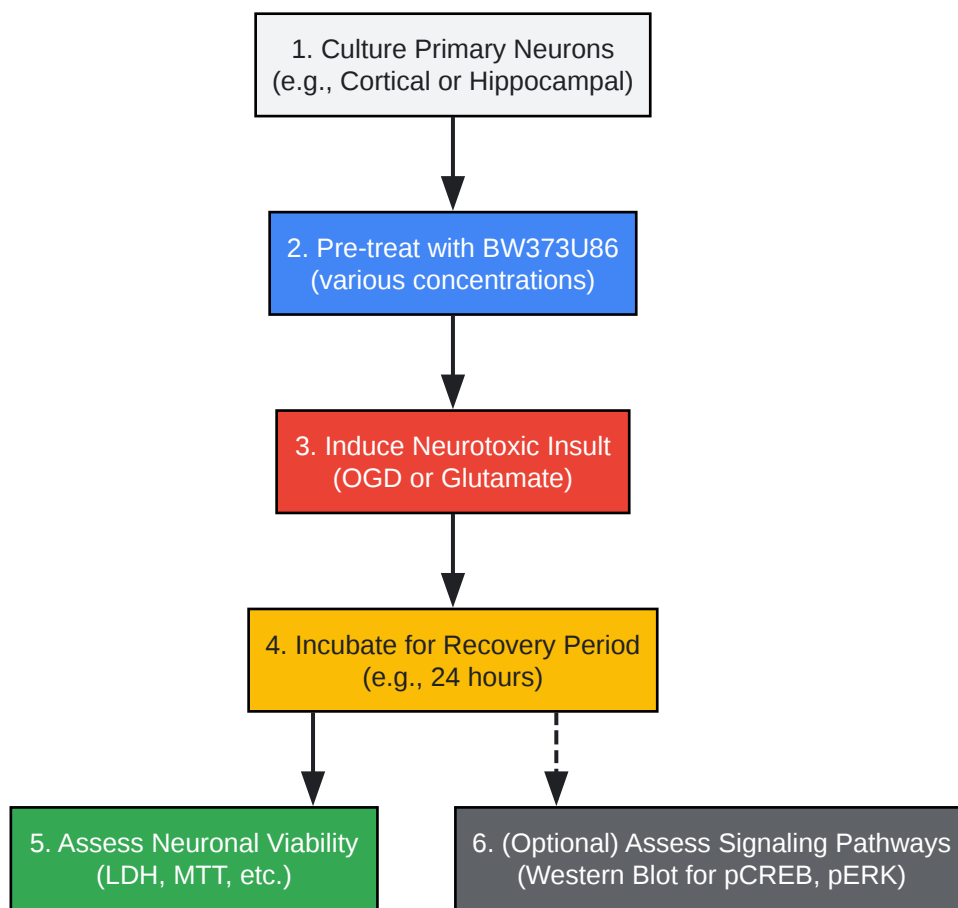 1. Culture Primary Neurons
(e.g., Cortical or Hippocampal)
2. Pre-treat with BW373U86
(various concentrations)
3. Induce Neurotoxic Insult
(OGD or Glutamate)
4. Incubate for Recovery Period
(e.g., 24 hours)
5. Assess Neuronal Viability
(LDH, MTT, etc.)
6. (Optional) Assess Signaling Pathways
(Western Blot for pCREB, pERK)